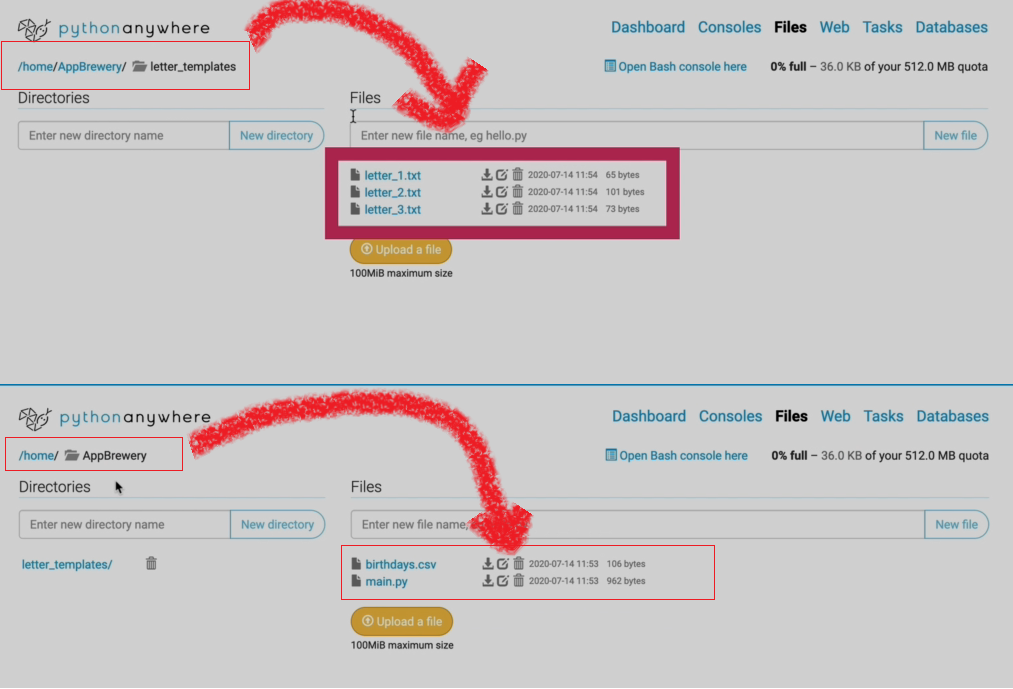 pythonanywhere
Dashboard Consoles Files Web Tasks Databases
/home/AppBrewery/ letter_templates
Open Bash console here 0% full – 36.0 KB of your 512.0 MB quota
Directories Files
Enter new directory name New directory Enter new file name, eg hello.py New file
letter_1.txt 2020-07-14 11:54 65 bytes
letter_2.txt 2020-07-14 11:54 101 bytes
letter_3.txt 2020-07-14 11:54 73 bytes
Upload a file
100MiB maximum size
pythonanywhere
Dashboard Consoles Files Web Tasks Databases
/home/ AppBrewery
Open Bash console here 0% full – 36.0 KB of your 512.0 MB quota
Directories Files
Enter new directory name New directory Enter new file name, New file
letter_templates/ birthdays.csv 2020-07-14 11:53 106 bytes
main.py 2020-07-14 11:53 962 bytes
Upload a file
100MiB maximum size